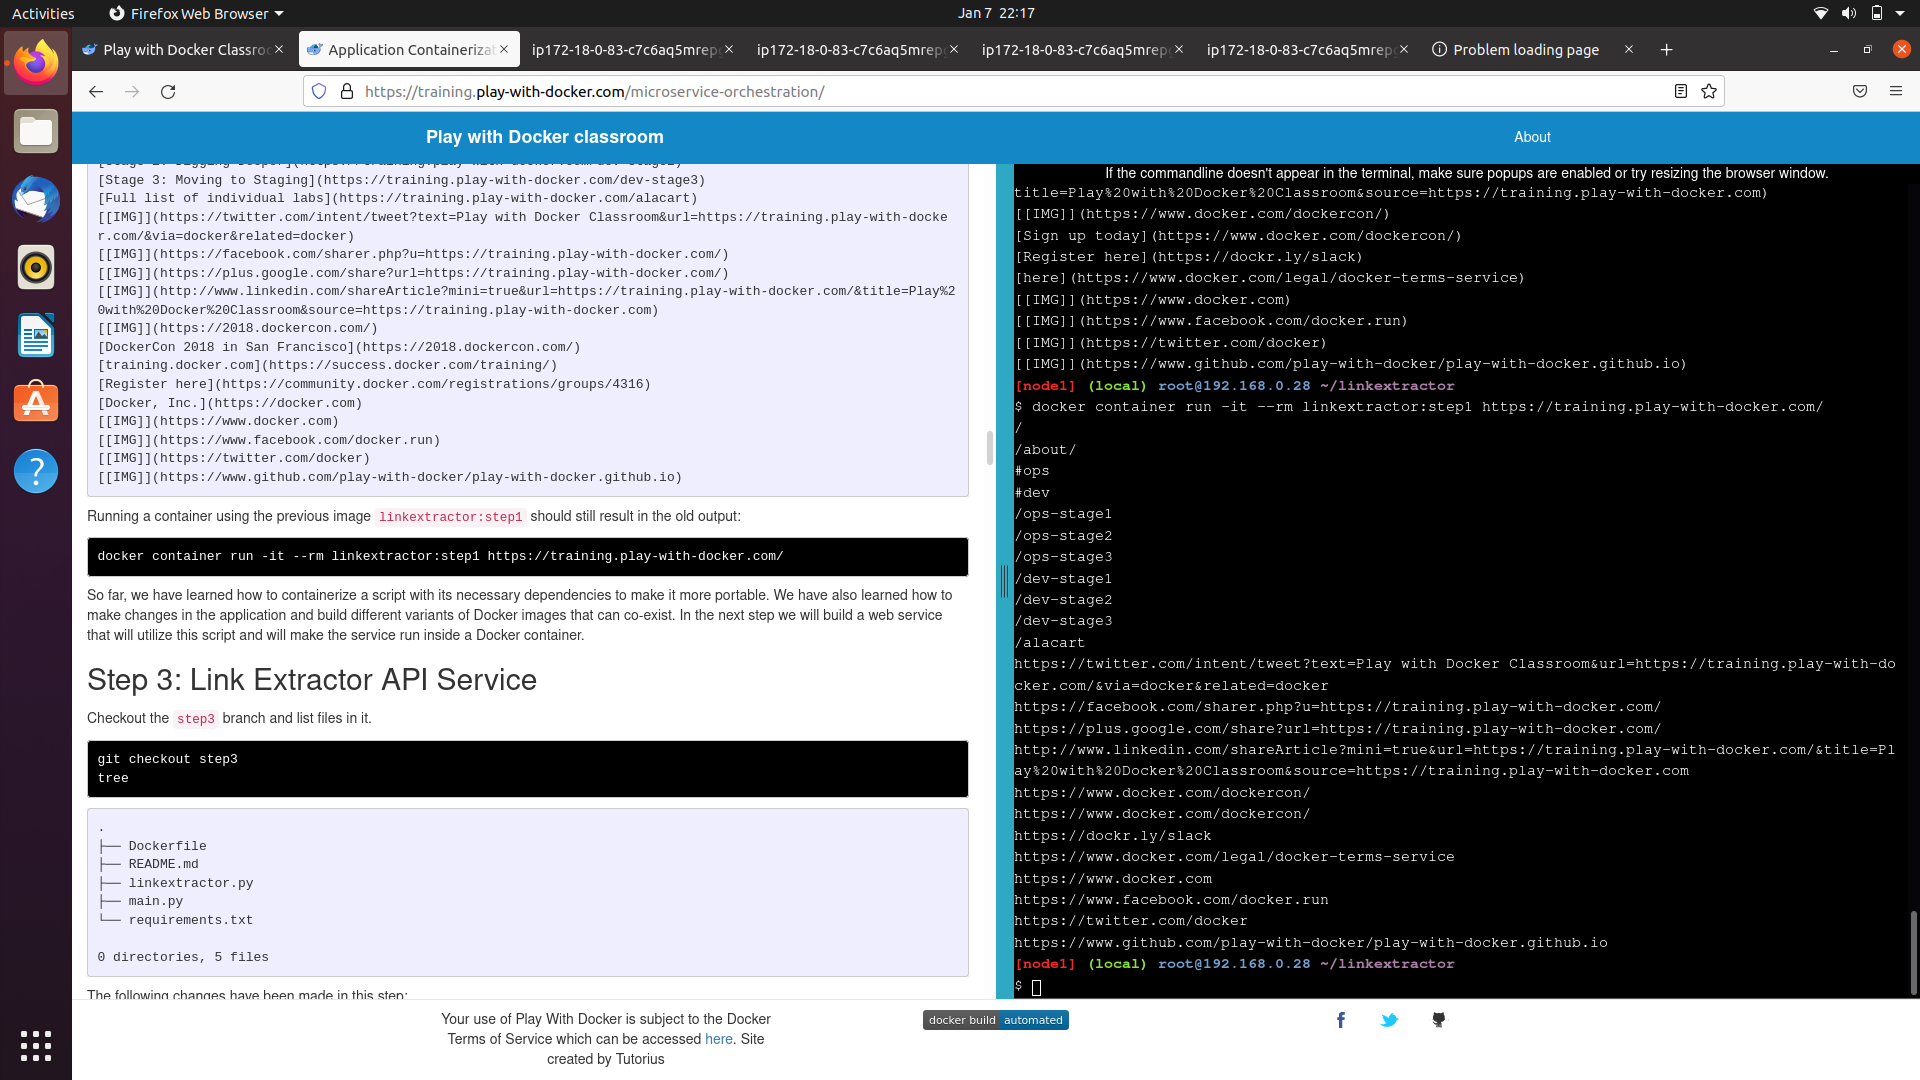 Activities
Firefox Web Browser
Jan 7 22:17
Play with Docker Classro
Application Containerizat
ip172-18-0-83-c7c6aq5mrep
ip172-18-0-83-c7c6aq5mrep
ip172-18-0-83-c7c6aq5mrep
ip172-18-0-83-c7c6aq5mrep
Problem loading page
https://training.play-with-docker.com/microservice-orchestration/
Play with Docker classroom
About
[Stage 3: Moving to Staging](https://training.play-with-docker.com/dev-stage3)
[Full list of individual labs](https://training.play-with-docker.com/alacart)
[[IMG]](https://twitter.com/intent/tweet?text=Play with Docker Classroom&url=https://training.play-with-docke
r.com/&via=docker&related=docker)
[[IMG]](https://facebook.com/sharer.php?u=https://training.play-with-docker.com/)
[[IMG]](https://plus.google.com/share?url=https://training.play-with-docker.com/)
[[IMG]](http://www.linkedin.com/shareArticle?mini=true&url=https://training.play-with-docker.com/&title=Play%2
0with%20Docker%20Classroom&source=https://training.play-with-docker.com)
[[IMG]](https://2018.dockercon.com/)
[DockerCon 2018 in San Francisco](https://2018.dockercon.com/)
[training.docker.com](https://success.docker.com/training/)
[Register here](https://community.docker.com/registrations/groups/4316)
[Docker, Inc.](https://docker.com)
[[IMG]](https://www.docker.com)
[[IMG]](https://www.facebook.com/docker.run)
[[IMG]](https://twitter.com/docker)
[[IMG]](https://www.github.com/play-with-docker/play-with-docker.github.io)
Running a container using the previous image linkextractor:step1 should still result in the old output:
docker container run -it --rm linkextractor:step1 https://training.play-with-docker.com/
So far, we have learned how to containerize a script with its necessary dependencies to make it more portable. We have also learned how to
make changes in the application and build different variants of Docker images that can co-exist. In the next step we will build a web service
that will utilize this script and will make the service run inside a Docker container.
Step 3: Link Extractor API Service
Checkout the step3 branch and list files in it.
git checkout step3
tree
.
├── Dockerfile
├── README.md
├── linkextractor.py
├── main.py
└── requirements.txt
0 directories, 5 files
The following changes have been made in this step:
If the commandline doesn't appear in the terminal, make sure popups are enabled or try resizing the browser window.
title=Play%20with%20Docker%20Classroom&source=https://training.play-with-docker.com)
[[IMG]](https://www.docker.com/dockercon/)
[Sign up today](https://www.docker.com/dockercon/)
[Register here](https://dockr.ly/slack)
[here](https://www.docker.com/legal/docker-terms-service)
[[IMG]](https://www.docker.com)
[[IMG]](https://www.facebook.com/docker.run)
[[IMG]](https://twitter.com/docker)
[[IMG]](https://www.github.com/play-with-docker/play-with-docker.github.io)
[node1] (local) root@192.168.0.28 ~/linkextractor
$ docker container run -it --rm linkextractor:step1 https://training.play-with-docker.com/
/
/about/
#ops
#dev
/ops-stage1
/ops-stage2
/ops-stage3
/dev-stage1
/dev-stage2
/dev-stage3
/alacart
https://twitter.com/intent/tweet?text=Play with Docker Classroom&url=https://training.play-with-do
cker.com/&via=docker&related=docker
https://facebook.com/sharer.php?u=https://training.play-with-docker.com/
https://plus.google.com/share?url=https://training.play-with-docker.com/
http://www.linkedin.com/shareArticle?mini=true&url=https://training.play-with-docker.com/&title=Pl
ay%20with%20Docker%20Classroom&source=https://training.play-with-docker.com
https://www.docker.com/dockercon/
https://www.docker.com/dockercon/
https://dockr.ly/slack
https://www.docker.com/legal/docker-terms-service
https://www.docker.com
https://www.facebook.com/docker.run
https://twitter.com/docker
https://www.github.com/play-with-docker/play-with-docker.github.io
[node1] (local) root@192.168.0.28 ~/linkextractor
$
Your use of Play With Docker is subject to the Docker
Terms of Service which can be accessed here. Site
created by Tutorius
docker build automated